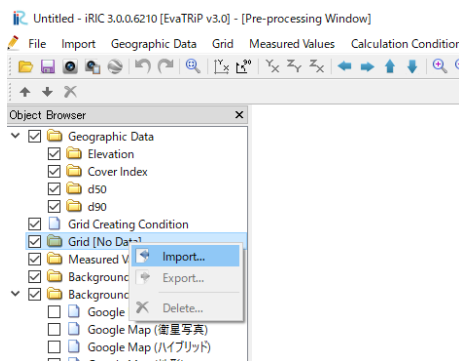 Untitled - iRIC 3.0.0.6210 [EvaTRiP v3.0] - [Pre-processing Window]
File Import Geographic Data Grid Measured Values Calculation Condition
Object Browser
Geographic Data
Elevation
Cover Index
d50
d90
Grid Creating Condition
Grid [No Data]
Import...
Measured V
Background
Export...
Background
Delete...
Google
Google Map (衛星写真)
Google Map (ハイブリッド)